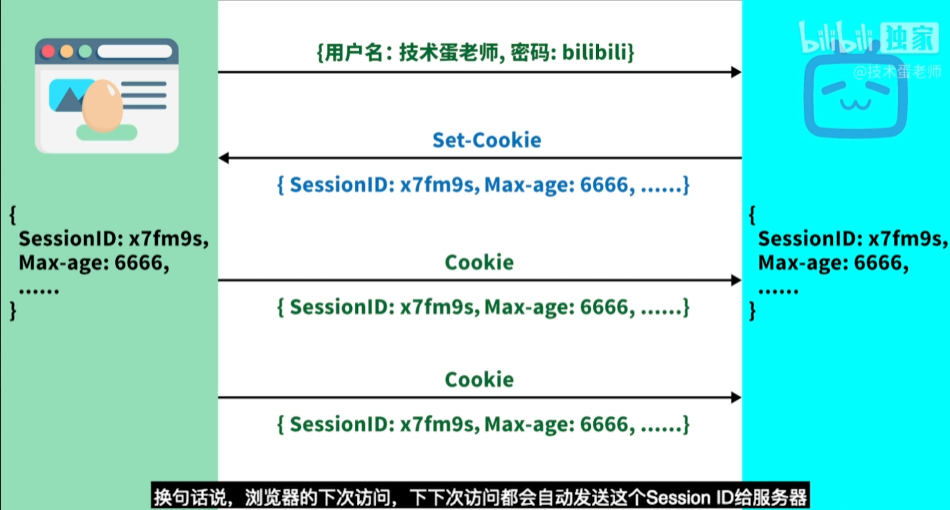 bilibili 独家
@技术蛋老师
{用户名: 技术蛋老师, 密码: bilibili}
Set-Cookie
{ SessionID: x7fm9s, Max-age: 6666, ......}
{
SessionID: x7fm9s,
Max-age: 6666,
......
}
{
SessionID: x7fm9s,
Max-age: 6666,
......
}
Cookie
{ SessionID: x7fm9s, Max-age: 6666, ......}
Cookie
{ SessionID: x7fm9s, Max-age: 6666, ......}
换句话说，浏览器的下次访问，下下次访问都会自动发送这个Session ID给服务器